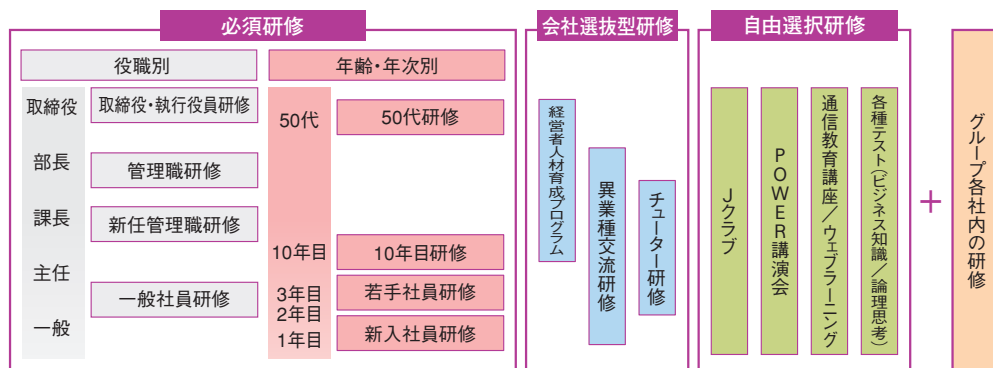 必須研修
役職別
取締役
部長
課長
主任
一般
取締役・執行役員研修
管理職研修
新任管理職研修
一般社員研修
年齢・年次別
50代
10年目
3年目
2年目
1年目
50代研修
10年目研修
若手社員研修
新入社員研修
会社選抜型研修
経営者人材育成プログラム
異業種交流研修
チューター研修
自由選択研修
Jクラブ
POWER講演会
通信教育講座/ウェブラーニング
各種テスト(ビジネス知識/論理思考)
+
グループ各社内の研修